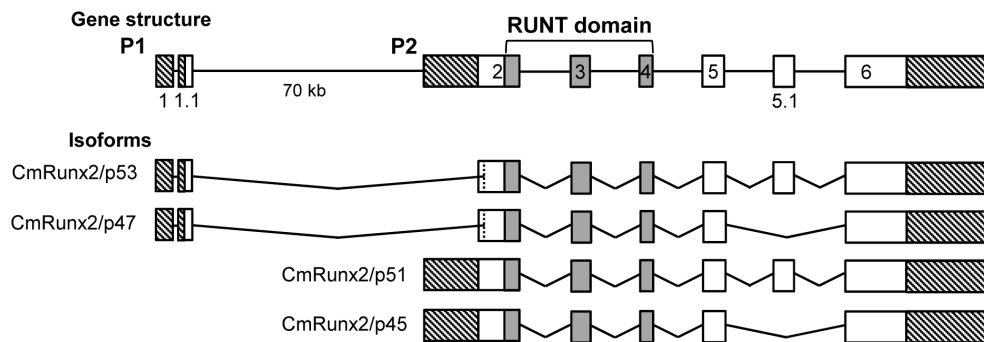 Gene structure
RUNT domain
P1
P2
2
3
4
5
6
1
1.1
70 kb
5.1
Isoforms
CmRunx2/p53
CmRunx2/p47
CmRunx2/p51
CmRunx2/p45